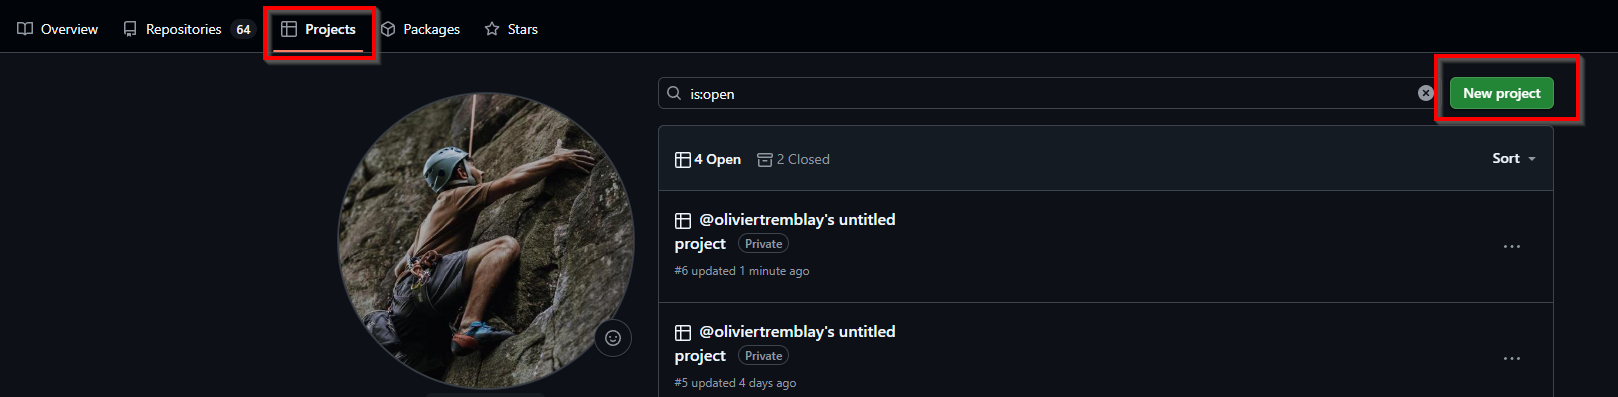 Overview Repositories 64 Projects Packages Stars
is:open New project
4 Open 2 Closed Sort
@oliviertremblay's untitled
project Private
#6 updated 1 minute ago
@oliviertremblay's untitled
project Private
#5 updated 4 days ago